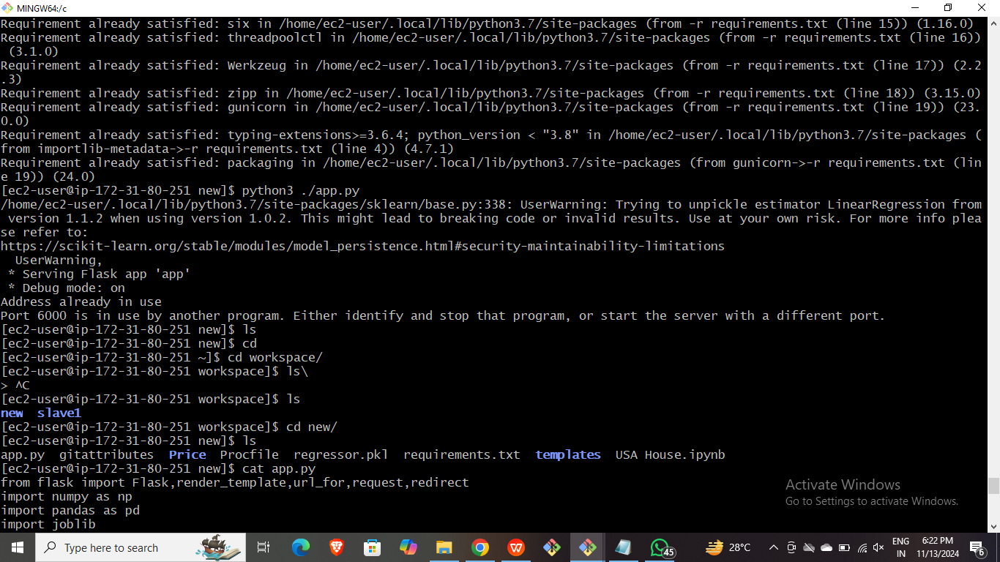 MINGW64:/c
Requirement already satisfied: six in /home/ec2-user/.local/lib/python3.7/site-packages (from -r requirements.txt (line 15)) (1.16.0)
Requirement already satisfied: threadpoolctl in /home/ec2-user/.local/lib/python3.7/site-packages (from -r requirements.txt (line 16))
 (3.1.0)
Requirement already satisfied: Werkzeug in /home/ec2-user/.local/lib/python3.7/site-packages (from -r requirements.txt (line 17)) (2.2
.3)
Requirement already satisfied: zipp in /home/ec2-user/.local/lib/python3.7/site-packages (from -r requirements.txt (line 18)) (3.15.0)
Requirement already satisfied: gunicorn in /home/ec2-user/.local/lib/python3.7/site-packages (from -r requirements.txt (line 19)) (23.
0.0)
Requirement already satisfied: typing-extensions>=3.6.4; python_version < "3.8" in /home/ec2-user/.local/lib/python3.7/site-packages (
from importlib-metadata->-r requirements.txt (line 4)) (4.7.1)
Requirement already satisfied: packaging in /home/ec2-user/.local/lib/python3.7/site-packages (from gunicorn->-r requirements.txt (lin
e 19)) (24.0)
[ec2-user@ip-172-31-80-251 new]$ python3 ./app.py
/home/ec2-user/.local/lib/python3.7/site-packages/sklearn/base.py:338: UserWarning: Trying to unpickle estimator LinearRegression from
 version 1.1.2 when using version 1.0.2. This might lead to breaking code or invalid results. Use at your own risk. For more info plea
se refer to:
https://scikit-learn.org/stable/modules/model_persistence.html#security-maintainability-limitations
  UserWarning,
 * Serving Flask app 'app'
 * Debug mode: on
Address already in use
Port 6000 is in use by another program. Either identify and stop that program, or start the server with a different port.
[ec2-user@ip-172-31-80-251 new]$ ls
[ec2-user@ip-172-31-80-251 new]$ cd
[ec2-user@ip-172-31-80-251 ~]$ cd workspace/
[ec2-user@ip-172-31-80-251 workspace]$ ls\
> ^C
[ec2-user@ip-172-31-80-251 workspace]$ ls
new  slave1
[ec2-user@ip-172-31-80-251 workspace]$ cd new/
[ec2-user@ip-172-31-80-251 new]$ ls
app.py  gitattributes  Price  Procfile  regressor.pkl  requirements.txt  templates  USA House.ipynb
[ec2-user@ip-172-31-80-251 new]$ cat app.py
from flask import Flask,render_template,url_for,request,redirect
import numpy as np
import pandas as pd
import joblib
Activate Windows
Go to Settings to activate Windows.
Type here to search
45
28°C
ENG
IN
6:22 PM
11/13/2024
6